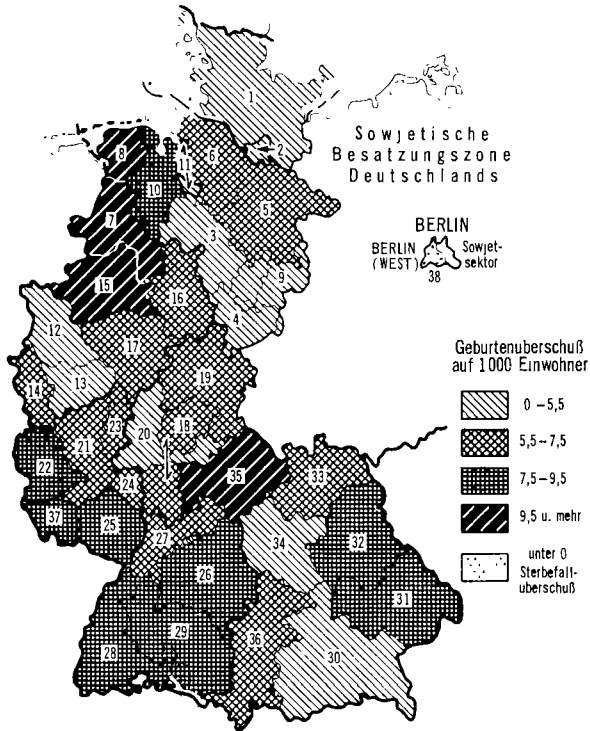 1
2
Sowjetische
Besatzungszone
Deutschlands
8
6
11
10
5
7
3
BERLIN
BERLIN
(WEST)
Sowjet-
sektor
38
9
15
16
4
12
17
13
14
19
23
18
20
21
22
24
35
33
37
25
27
34
32
26
31
29
36
28
30
Geburtenuberschuß
auf 1000 Einwohner
0 – 5,5
5,5 – 7,5
7,5 – 9,5
9,5 u. mehr
unter 0
Sterbefall-
uberschuß